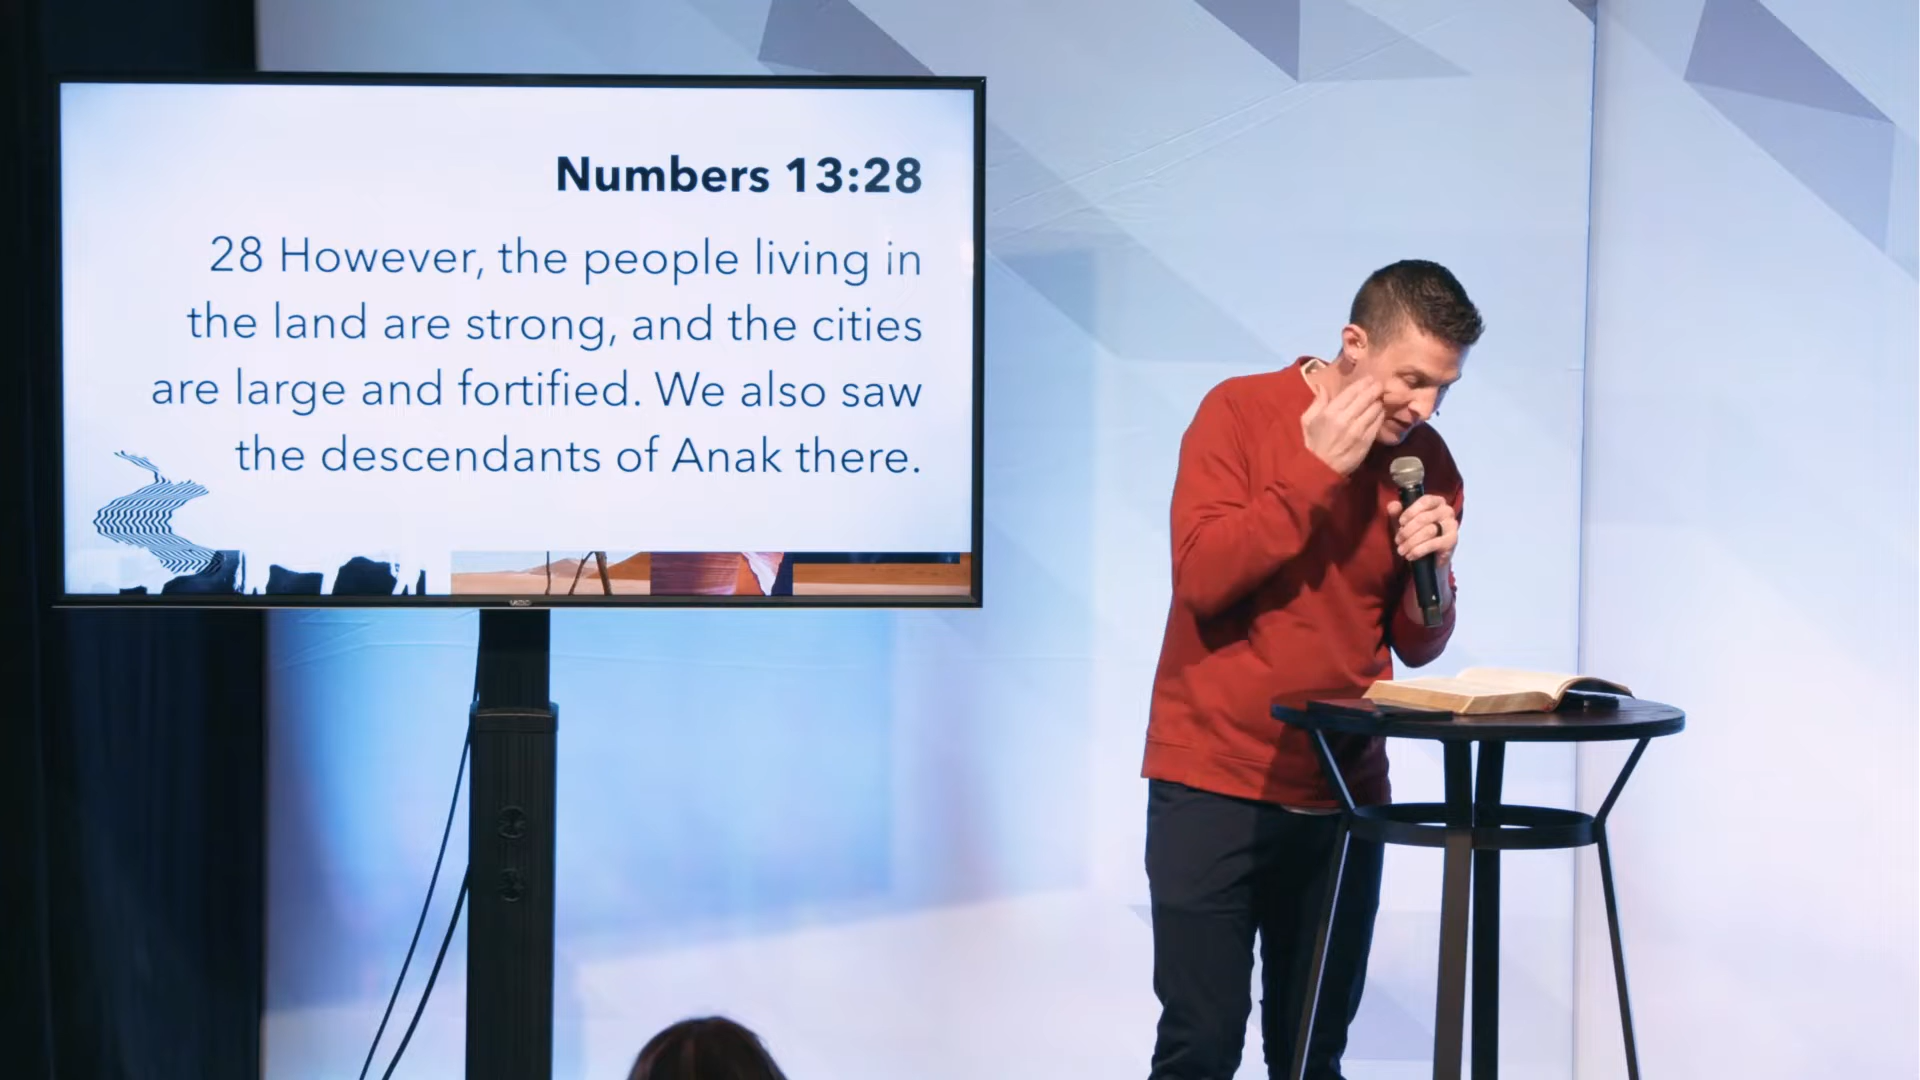 Numbers 13:28
28 However, the people living in
the land are strong, and the cities
are large and fortified. We also saw
the descendants of Anak there.
VIZIO